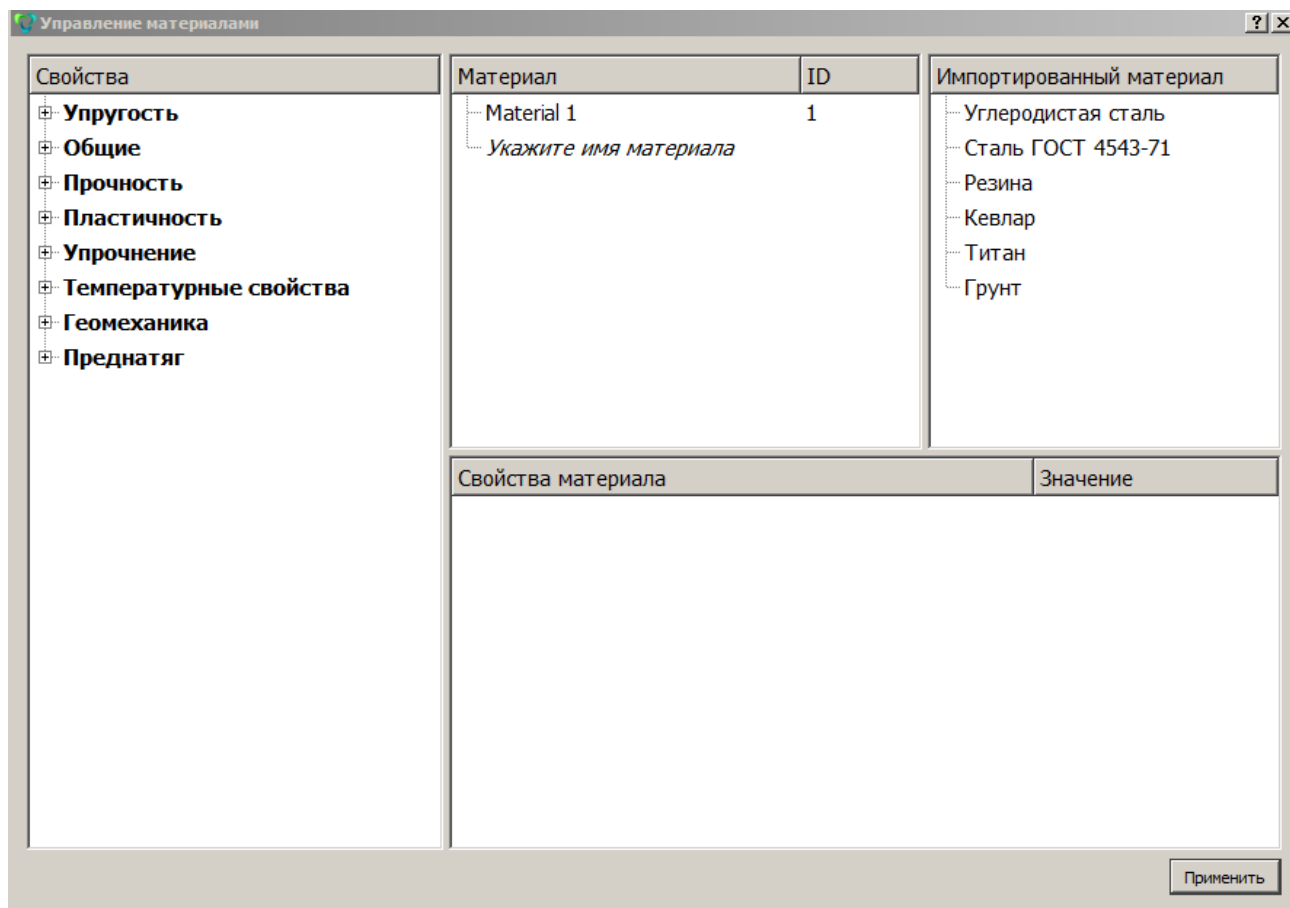 Управление материалами
Свойства
Упругость
Общие
Прочность
Пластичность
Упрочнение
Температурные свойства
Геомеханика
Преднатяг
Материал ID
Material 1 1
Укажите имя материала
Импортированный материал
Углеродистая сталь
Сталь ГОСТ 4543-71
Резина
Кевлар
Титан
Грунт
Свойства материала Значение
Применить